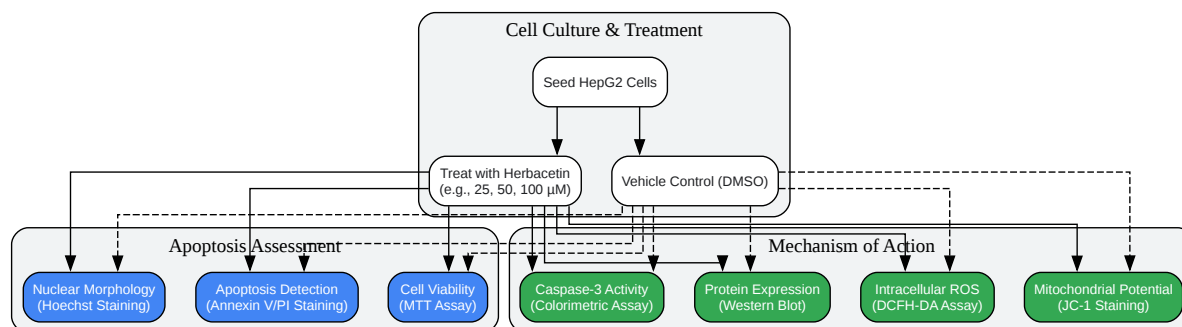 Cell Culture & Treatment
Seed HepG2 Cells
Treat with Herbacetin
(e.g., 25, 50, 100 µM)
Vehicle Control (DMSO)
Apoptosis Assessment
Mechanism of Action
Nuclear Morphology
(Hoechst Staining)
Apoptosis Detection
(Annexin V/PI Staining)
Cell Viability
(MTT Assay)
Caspase-3 Activity
(Colorimetric Assay)
Protein Expression
(Western Blot)
Intracellular ROS
(DCFH-DA Assay)
Mitochondrial Potential
(JC-1 Staining)